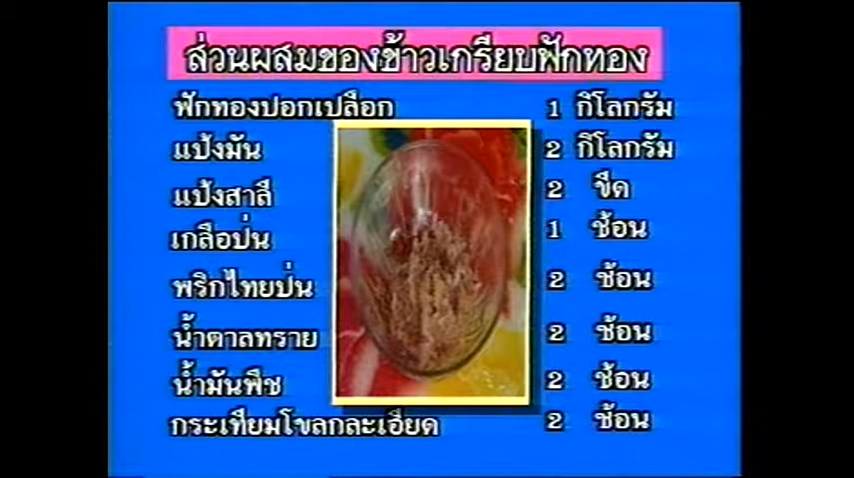 ส่วนผสมของข้าวเกรียบฟักทอง
ฟักทองปอกเปลือก 1 กิโลกรัม
แป้งมัน 2 กิโลกรัม
แป้งสาลี 2 ขีด
เกลือป่น 1 ช้อน
พริกไทยป่น 2 ช้อน
น้ำตาลทราย 2 ช้อน
น้ำมันพืช 2 ช้อน
กระเทียมโขลกละเอียด 2 ช้อน